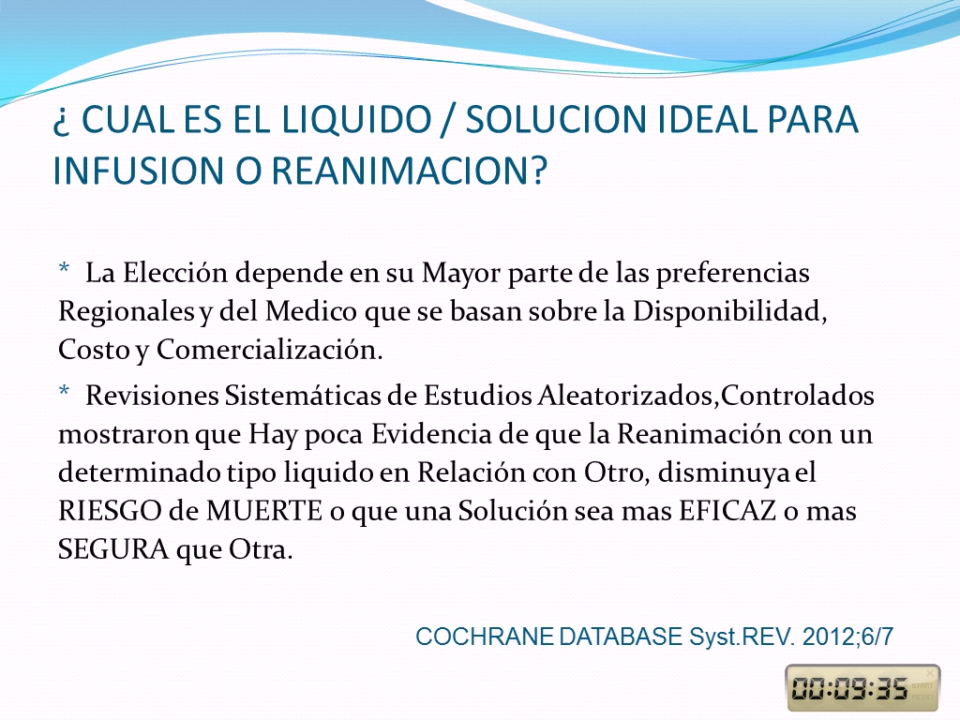 ¿ CUAL ES EL LIQUIDO / SOLUCION IDEAL PARA
INFUSION O REANIMACION?
* La Elección depende en su Mayor parte de las preferencias
Regionales y del Medico que se basan sobre la Disponibilidad,
Costo y Comercialización.
* Revisiones Sistemáticas de Estudios Aleatorizados,Controlados
mostraron que Hay poca Evidencia de que la Reanimación con un
determinado tipo liquido en Relación con Otro, disminuya el
RIESGO de MUERTE o que una Solución sea mas EFICAZ o mas
SEGURA que Otra.
COCHRANE DATABASE Syst.REV. 2012;6/7
00:09:35